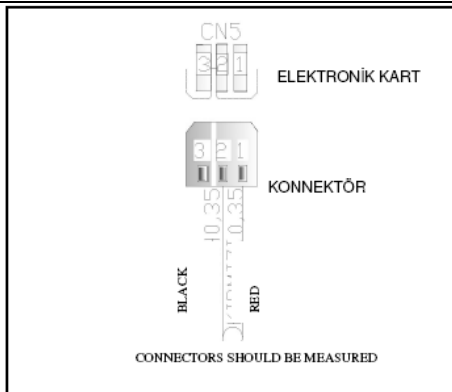 CN5
3 2 1
ELEKTRONİK KART
3 2 1
KONNEKTÖR
0,35 0,35
BLACK
RED
CONNECTORS SHOULD BE MEASURED